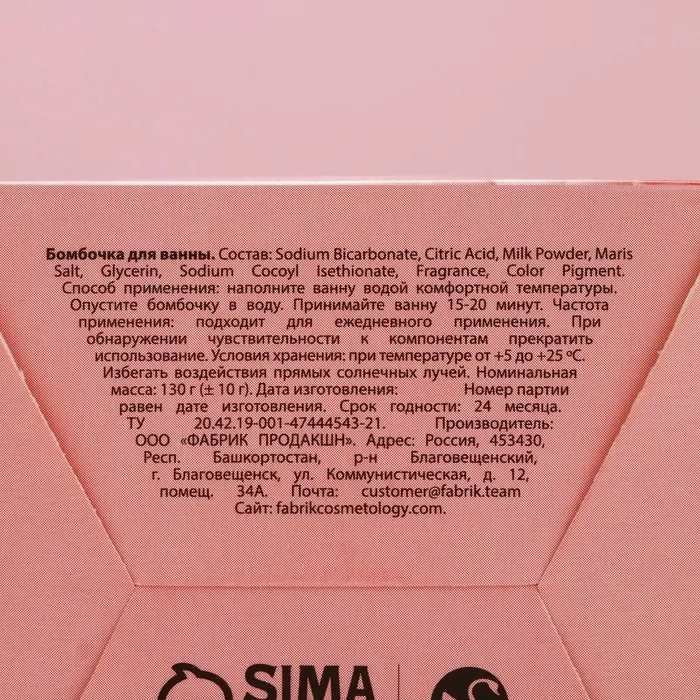 Бомбочка для ванны. Состав: Sodium Bicarbonate, Citric Acid, Milk Powder, Maris
Salt, Glycerin, Sodium Cocoyl Isethionate, Fragrance, Color Pigment.
Способ применения: наполните ванну водой комфортной температуры.
Опустите бомбочку в воду. Принимайте ванну 15-20 минут. Частота
применения: подходит для ежедневного применения. При
обнаружении чувствительности к компонентам прекратить
использование. Условия хранения: при температуре от +5 до +25 ºС.
Избегать воздействия прямых солнечных лучей. Номинальная
масса: 130 г (± 10 г). Дата изготовления: Номер партии
равен дате изготовления. Срок годности: 24 месяца.
ТУ 20.42.19-001-47444543-21. Производитель:
ООО «ФАБРИК ПРОДАКШН». Адрес: Россия, 453430,
Респ. Башкортостан, р-н Благовещенский,
г. Благовещенск, ул. Коммунистическая, д. 12,
помещ. 34А. Почта: customer@fabrik.team
Сайт: fabrikcosmetology.com.
SIMA